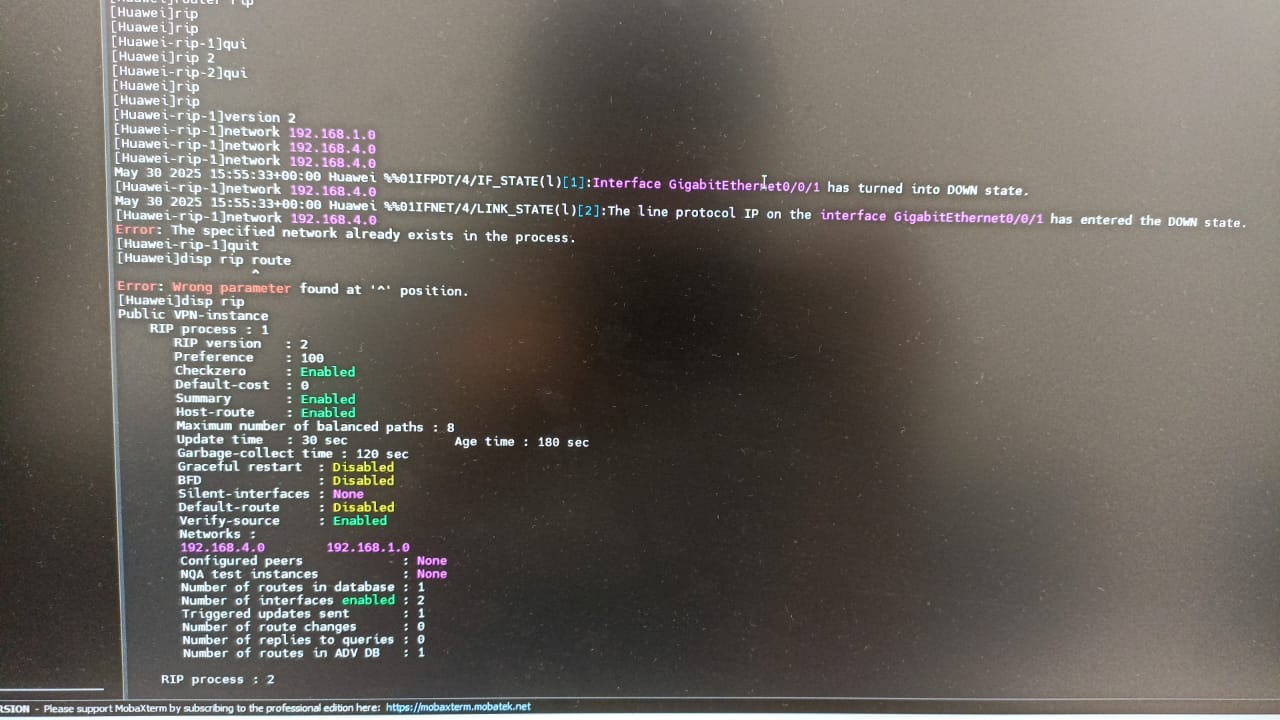 [Huawei]router rip
[Huawei]rip
[Huawei]rip
[Huawei-rip-1]qui
[Huawei]rip 2
[Huawei-rip-2]qui
[Huawei]rip
[Huawei]rip
[Huawei-rip-1]version 2
[Huawei-rip-1]network 192.168.1.0
[Huawei-rip-1]network 192.168.4.0
[Huawei-rip-1]network 192.168.4.0
May 30 2025 15:55:33+00:00 Huawei %%01IFPDT/4/IF_STATE(l)[1]:Interface GigabitEthernet0/0/1 has turned into DOWN state.
[Huawei-rip-1]network 192.168.4.0
May 30 2025 15:55:33+00:00 Huawei %%01IFNET/4/LINK_STATE(l)[2]:The line protocol IP on the interface GigabitEthernet0/0/1 has entered the DOWN state.
[Huawei-rip-1]network 192.168.4.0
Error: The specified network already exists in the process.
[Huawei-rip-1]quit
[Huawei]disp rip route
^
Error: Wrong parameter found at '^' position.
[Huawei]disp rip
Public VPN-instance
RIP process : 1
RIP version : 2
Preference : 100
Checkzero : Enabled
Default-cost : 0
Summary : Enabled
Host-route : Enabled
Maximum number of balanced paths : 8
Update time : 30 sec Age time : 180 sec
Garbage-collect time : 120 sec
Graceful restart : Disabled
BFD : Disabled
Silent-interfaces : None
Default-route : Disabled
Verify-source : Enabled
Networks :
192.168.4.0 192.168.1.0
Configured peers : None
NQA test instances : None
Number of routes in database : 1
Number of interfaces enabled : 2
Triggered updates sent : 1
Number of route changes : 0
Number of replies to queries : 0
Number of routes in ADV DB : 1
RIP process : 2
RSION - Please support MobaXterm by subscribing to the professional edition here: https://mobaxterm.mobatek.net